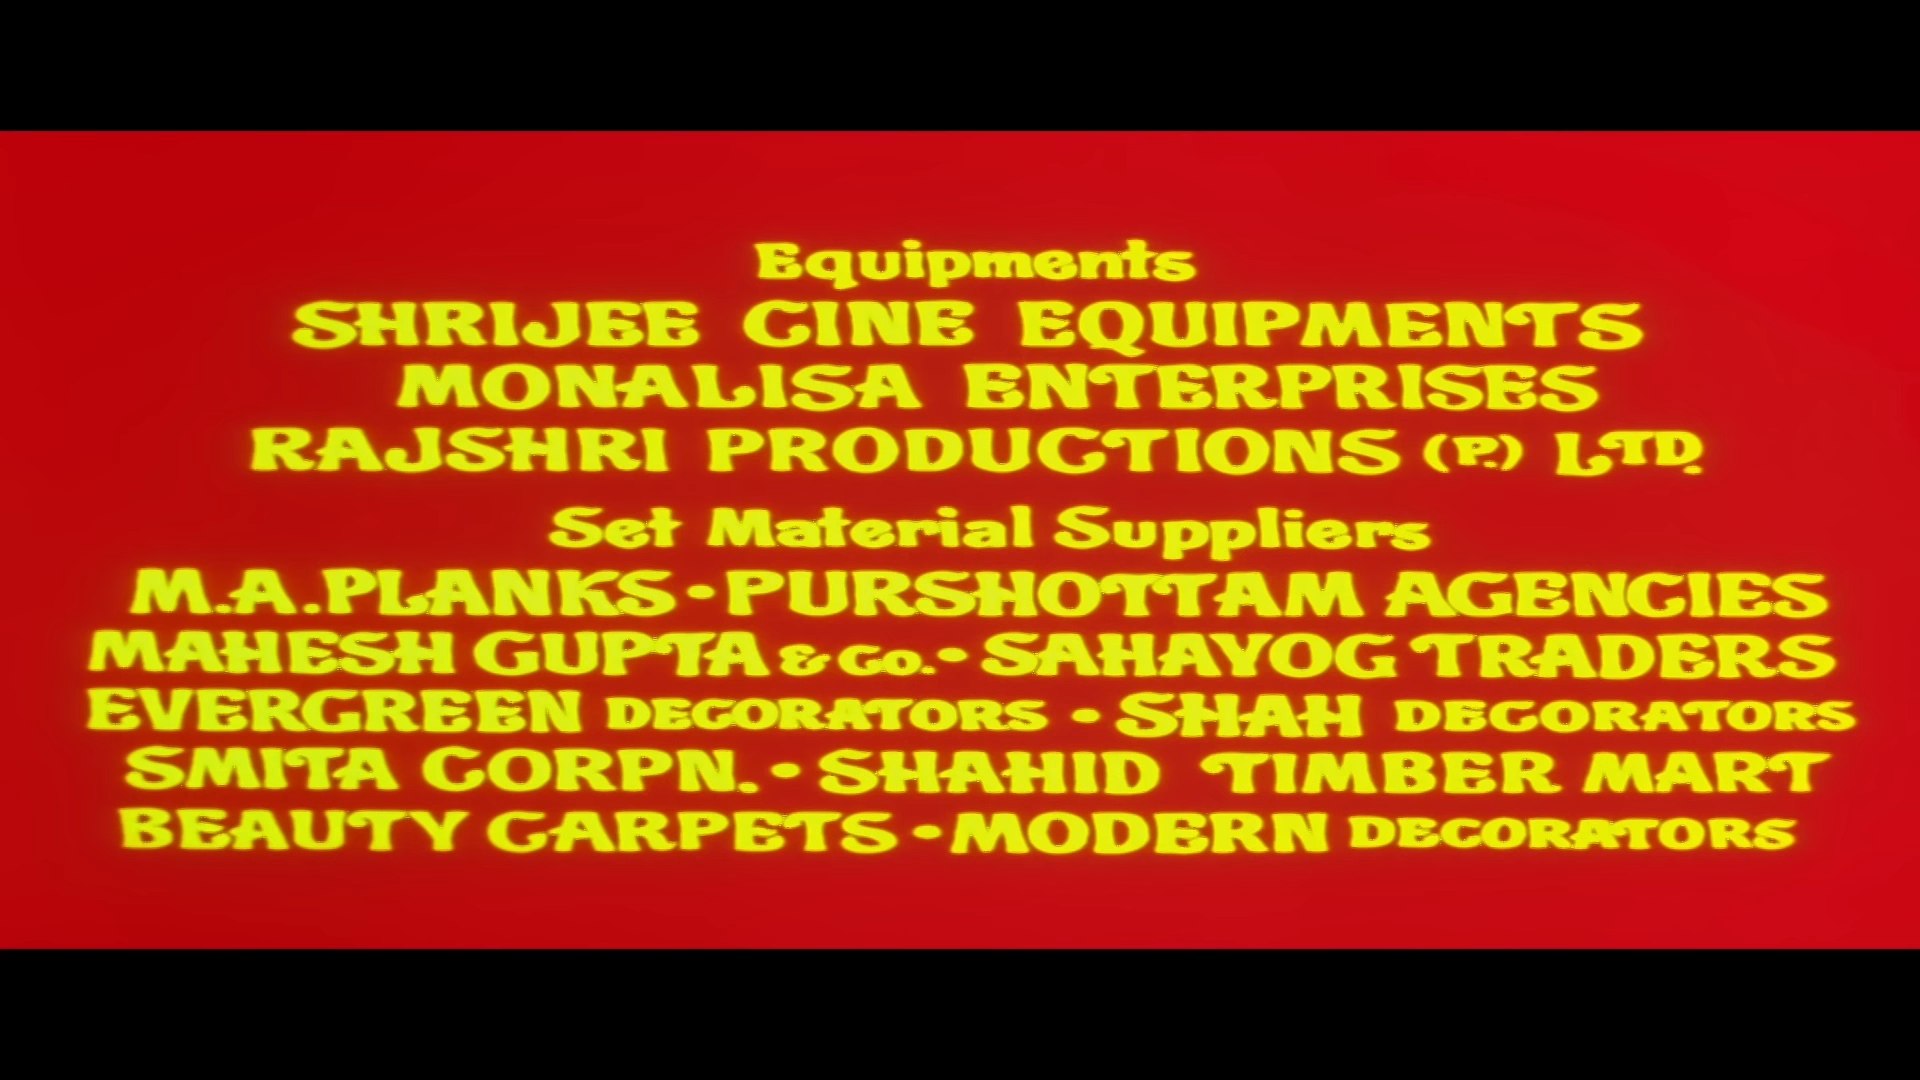 Equipments
SHRIJEE CINE EQUIPMENTS
MONALISA ENTERPRISES
RAJSHRI PRODUCTIONS (P.) LTD.
Set Material Suppliers
M.A.PLANKS • PURSHOTTAM AGENCIES
MAHESH GUPTA & Co. • SAHAYOG TRADERS
EVERGREEN DECORATORS • SHAH DECORATORS
SMITA CORPN. • SHAHID TIMBER MART
BEAUTY CARPETS • MODERN DECORATORS